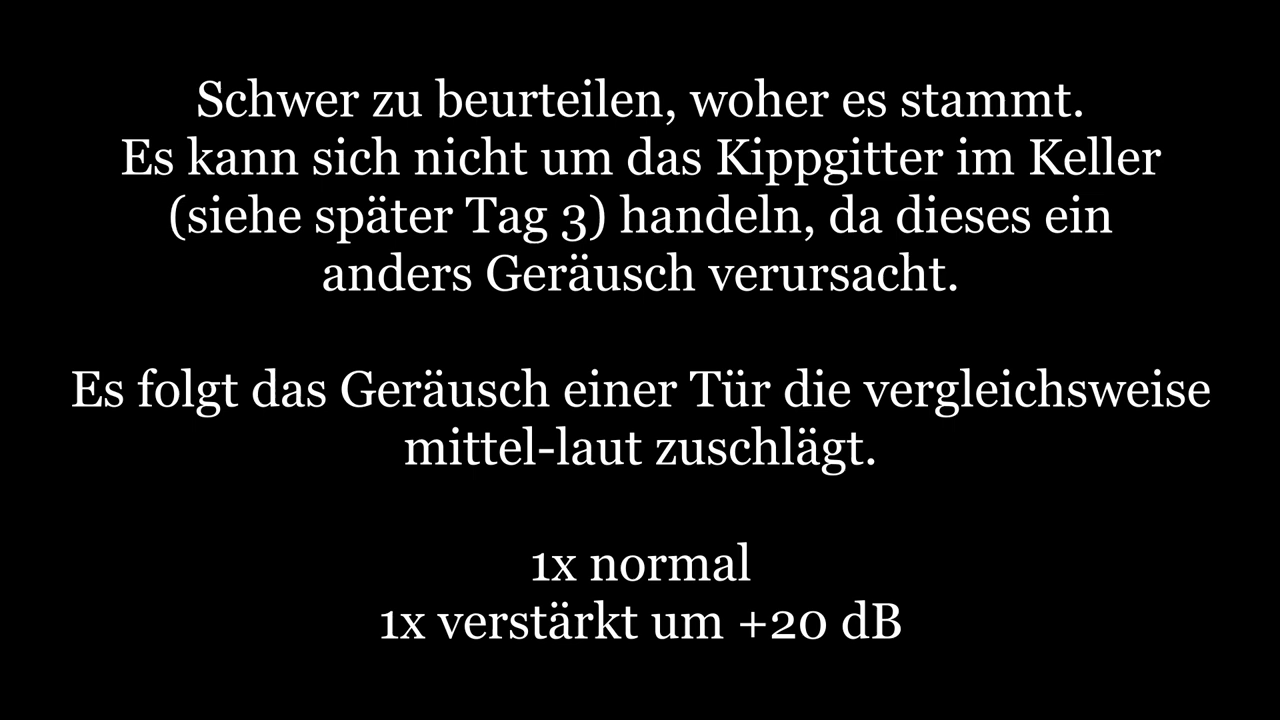 Schwer zu beurteilen, woher es stammt.
Es kann sich nicht um das Kippgitter im Keller
(siehe später Tag 3) handeln, da dieses ein
anders Geräusch verursacht.
Es folgt das Geräusch einer Tür die vergleichsweise
mittel-laut zuschlägt.
1x normal
1x verstärkt um +20 dB